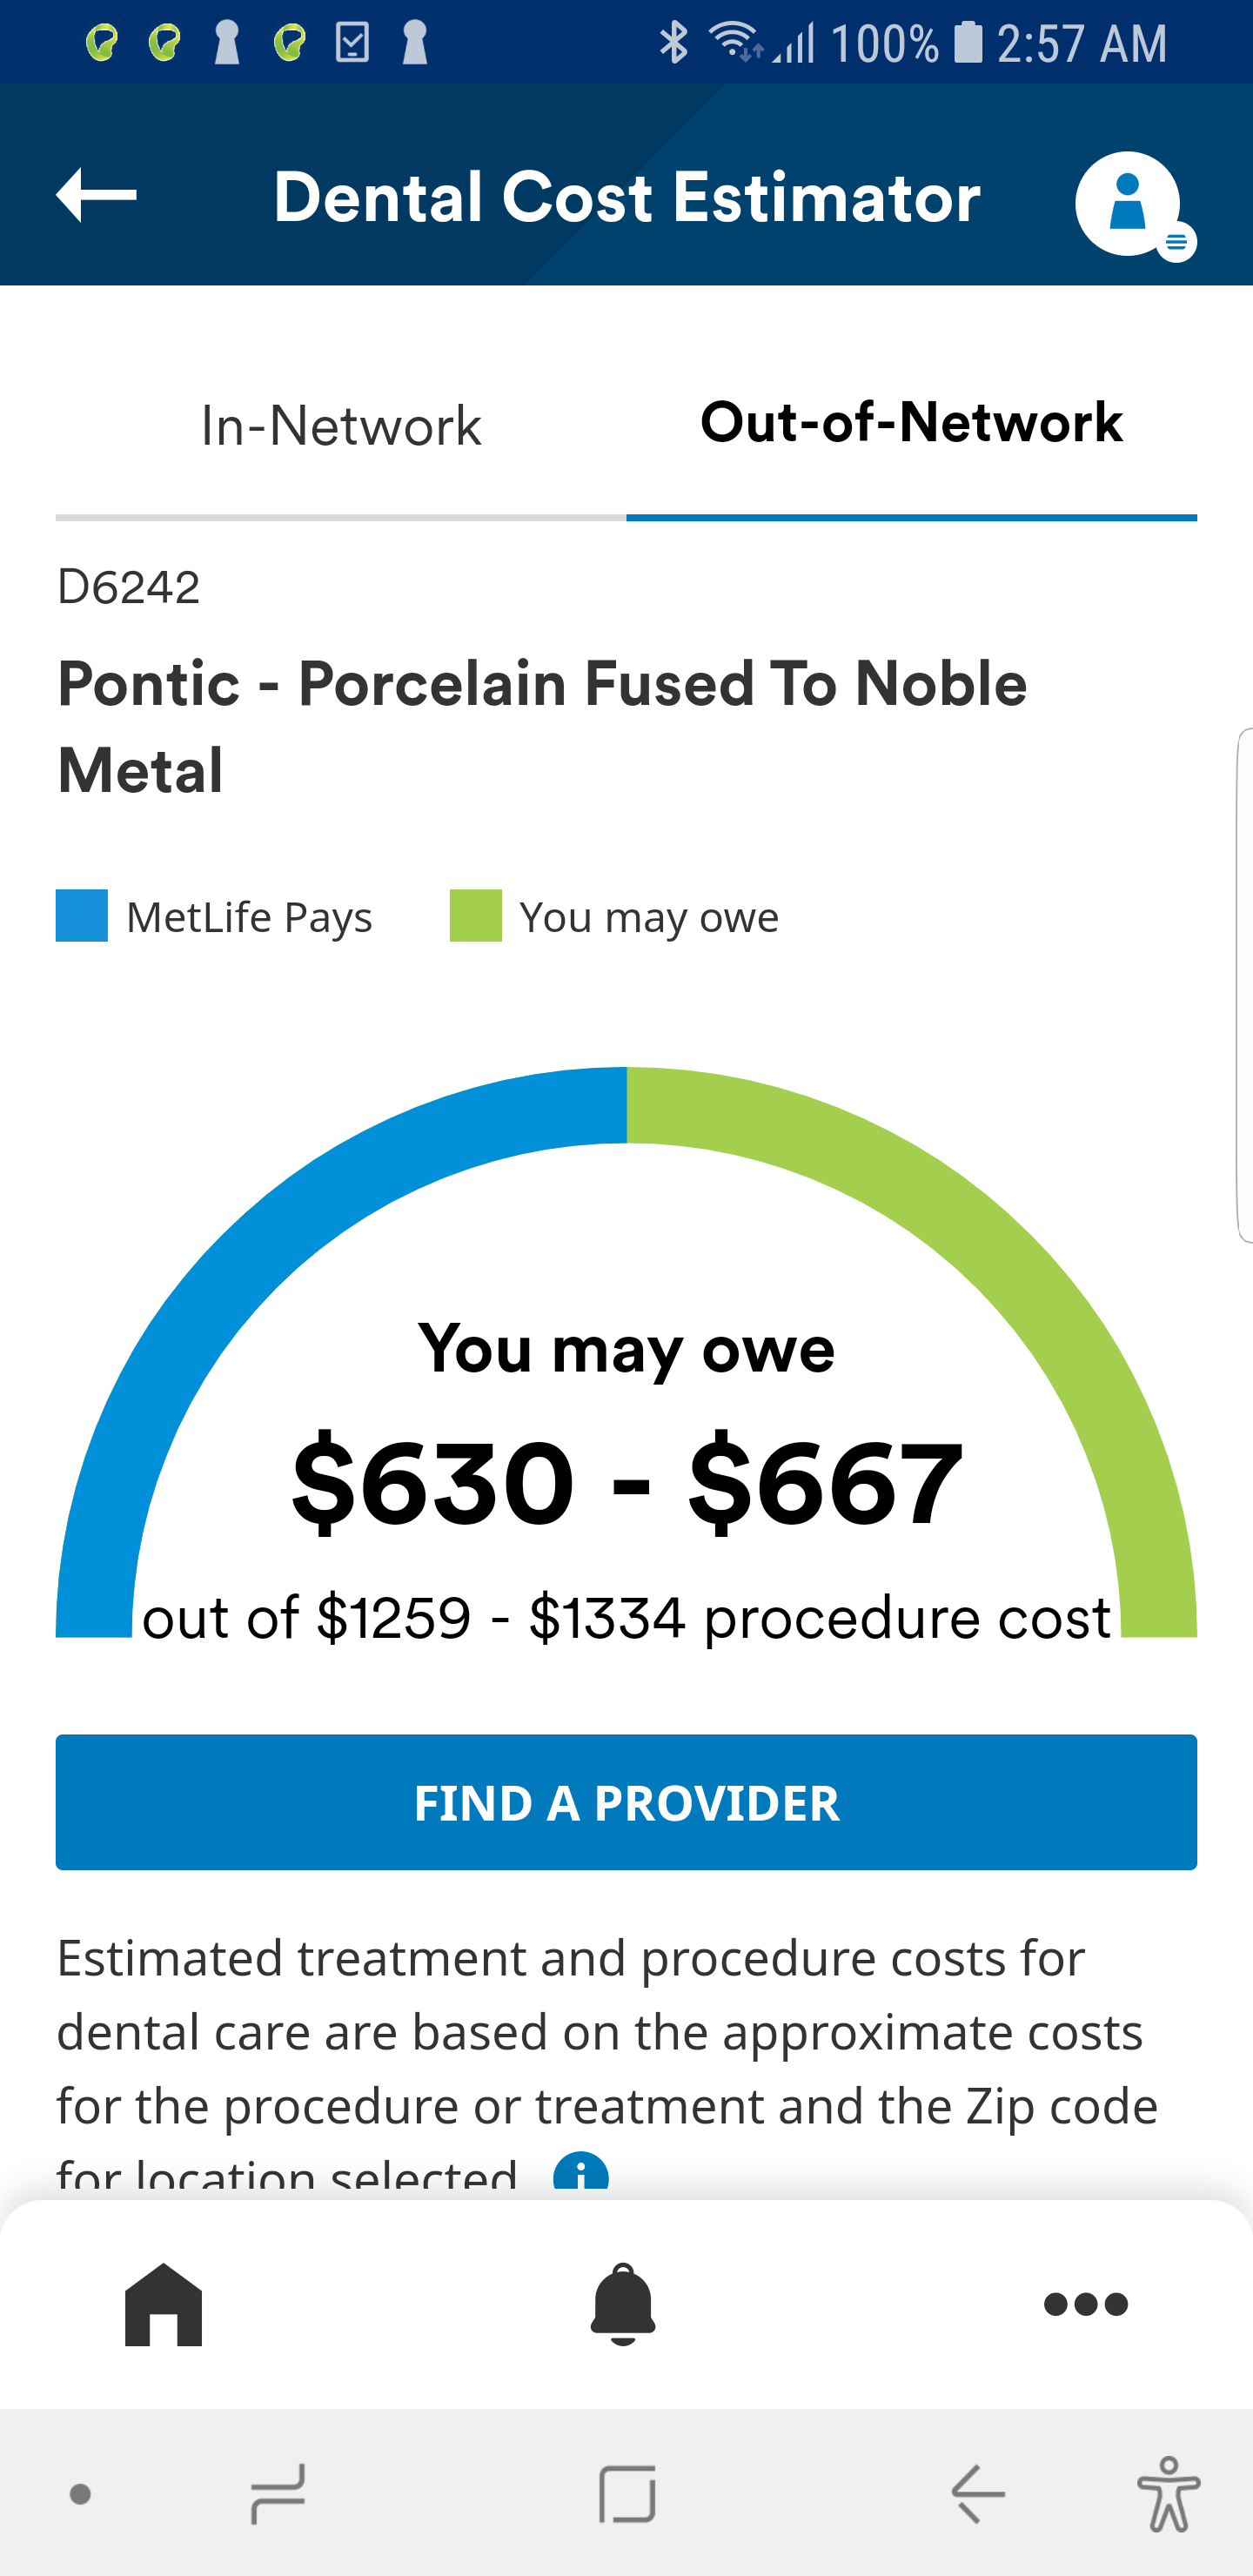 100% 2:57 AM
Dental Cost Estimator
In-Network Out-of-Network
D6242
Pontic - Porcelain Fused To Noble
Metal
MetLife Pays You may owe
You may owe
$630 - $667
out of $1259 - $1334 procedure cost
FIND A PROVIDER
Estimated treatment and procedure costs for
dental care are based on the approximate costs
for the procedure or treatment and the Zip code
for location selected